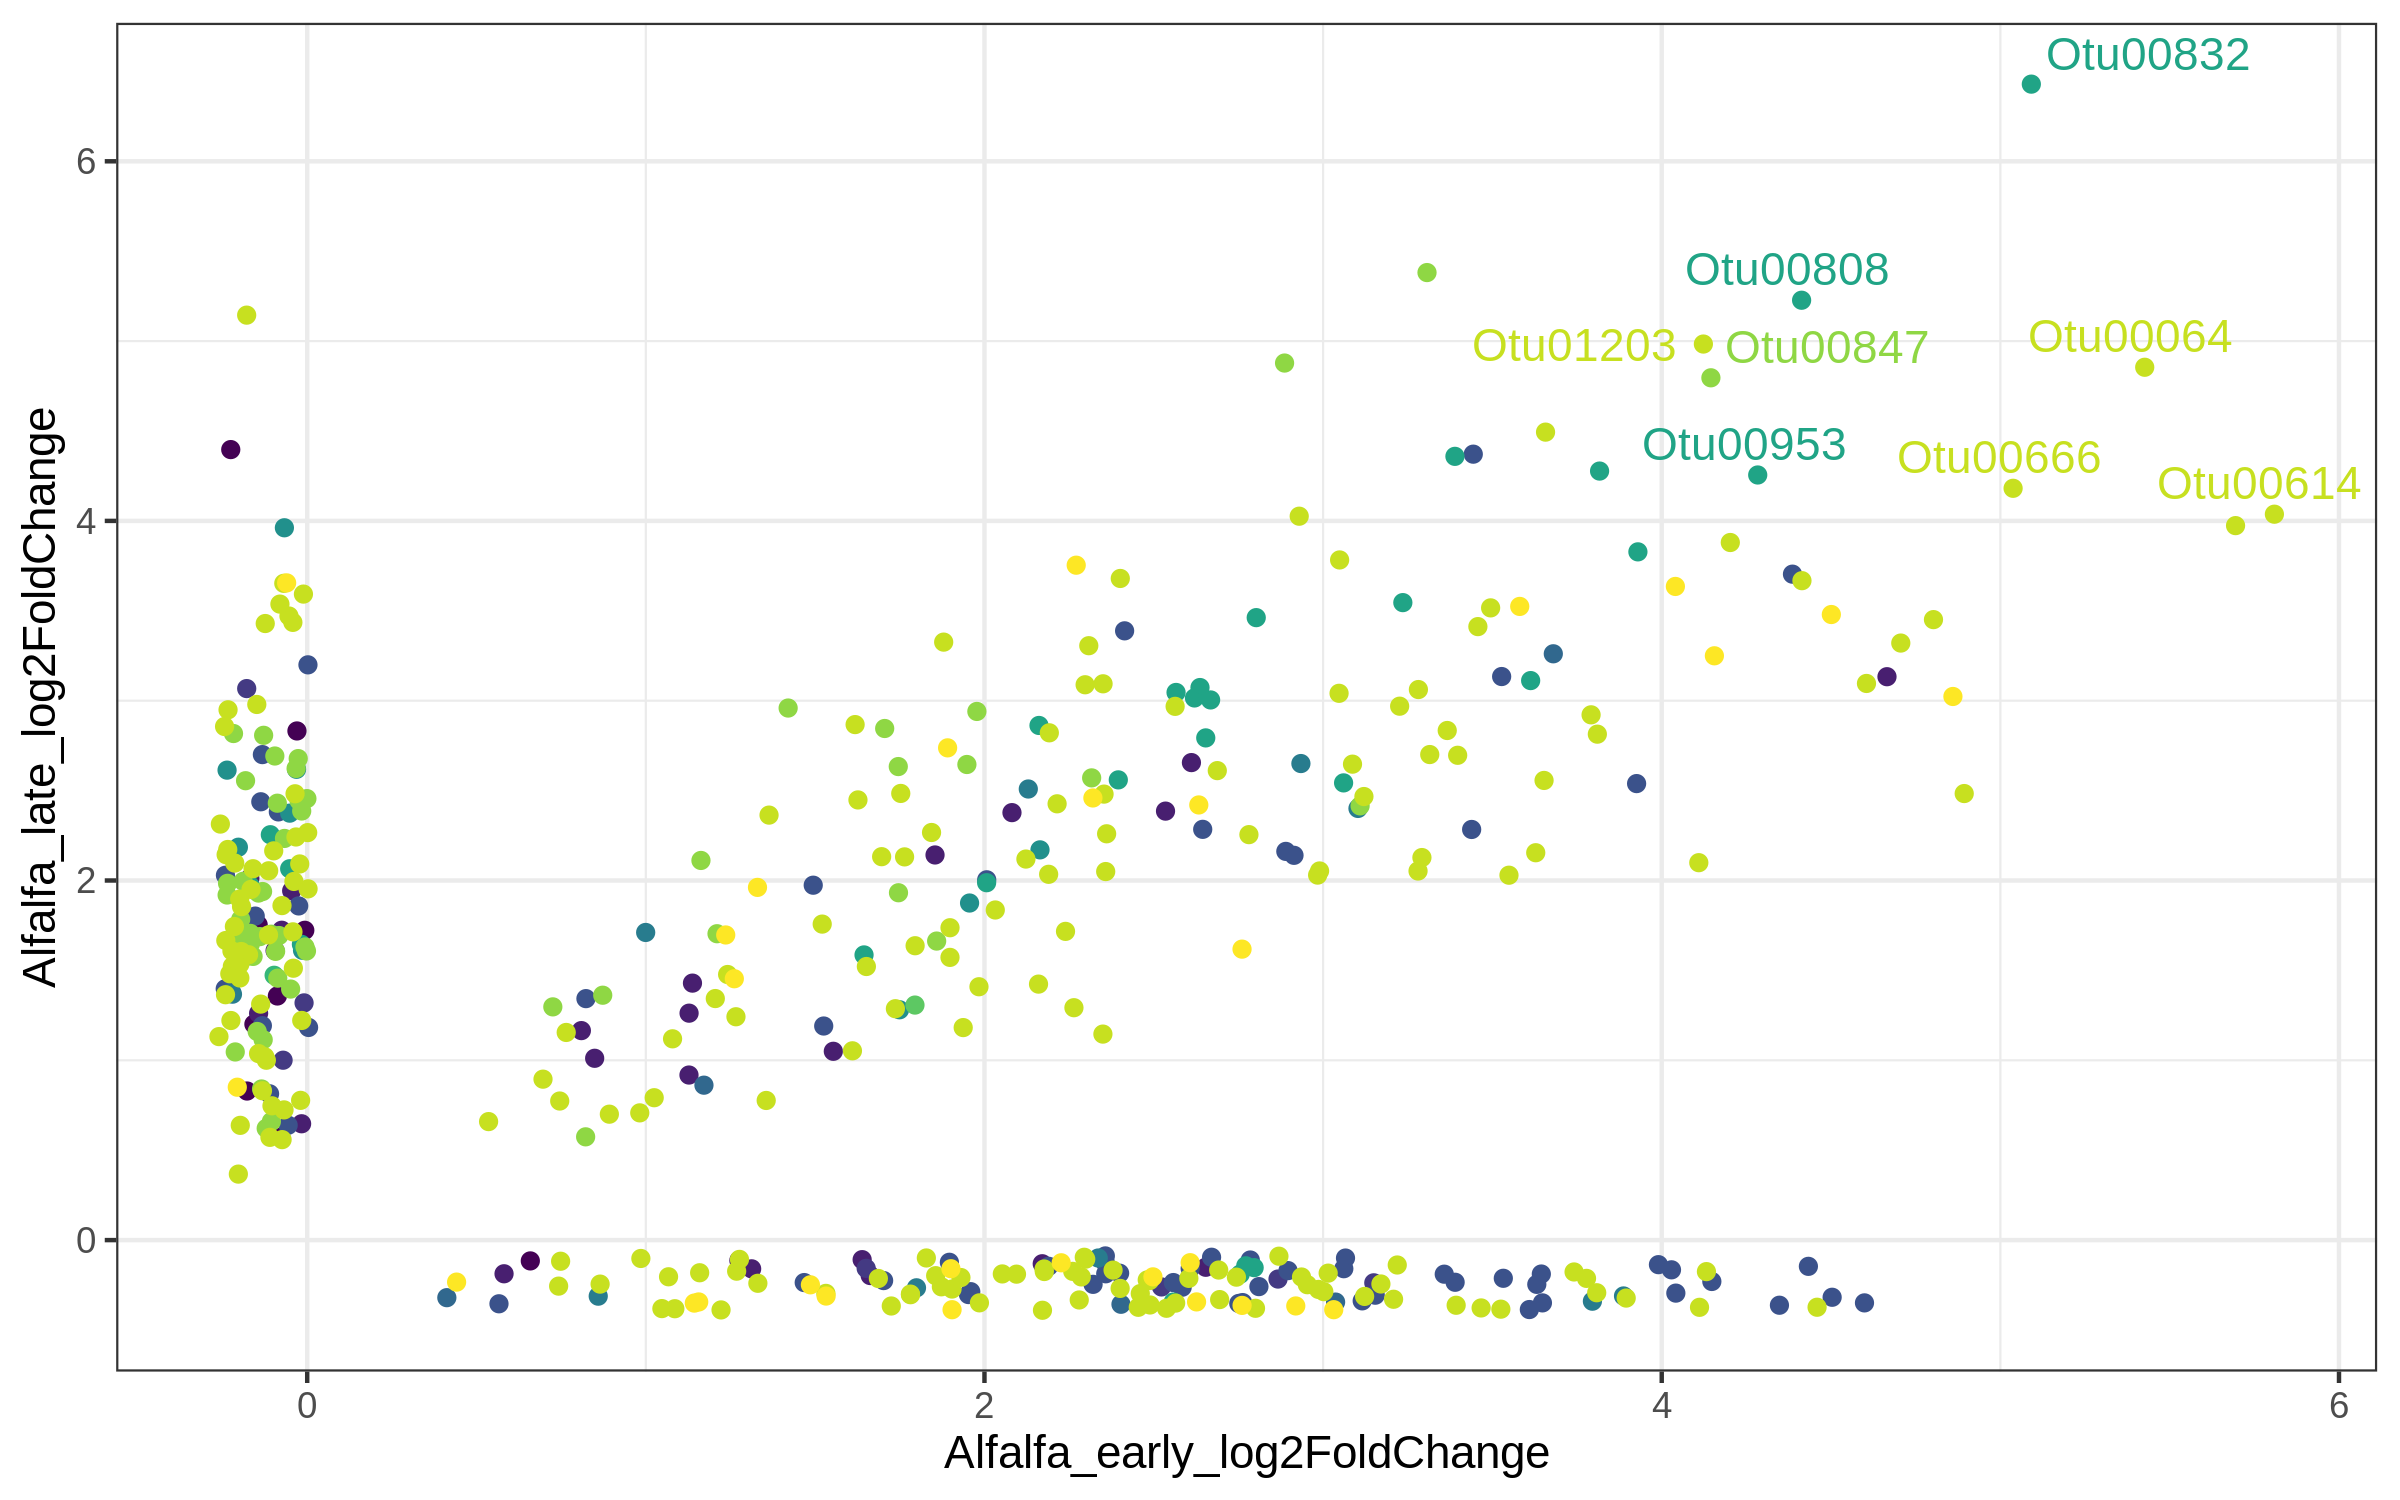 Otu00832
6
Otu00808
Otu01203
Otu00847
Otu00064
Otu00953
Otu00666
Otu00614
4
2
0
Alfalfa_late_log2FoldChange
0
2
4
6
Alfalfa_early_log2FoldChange